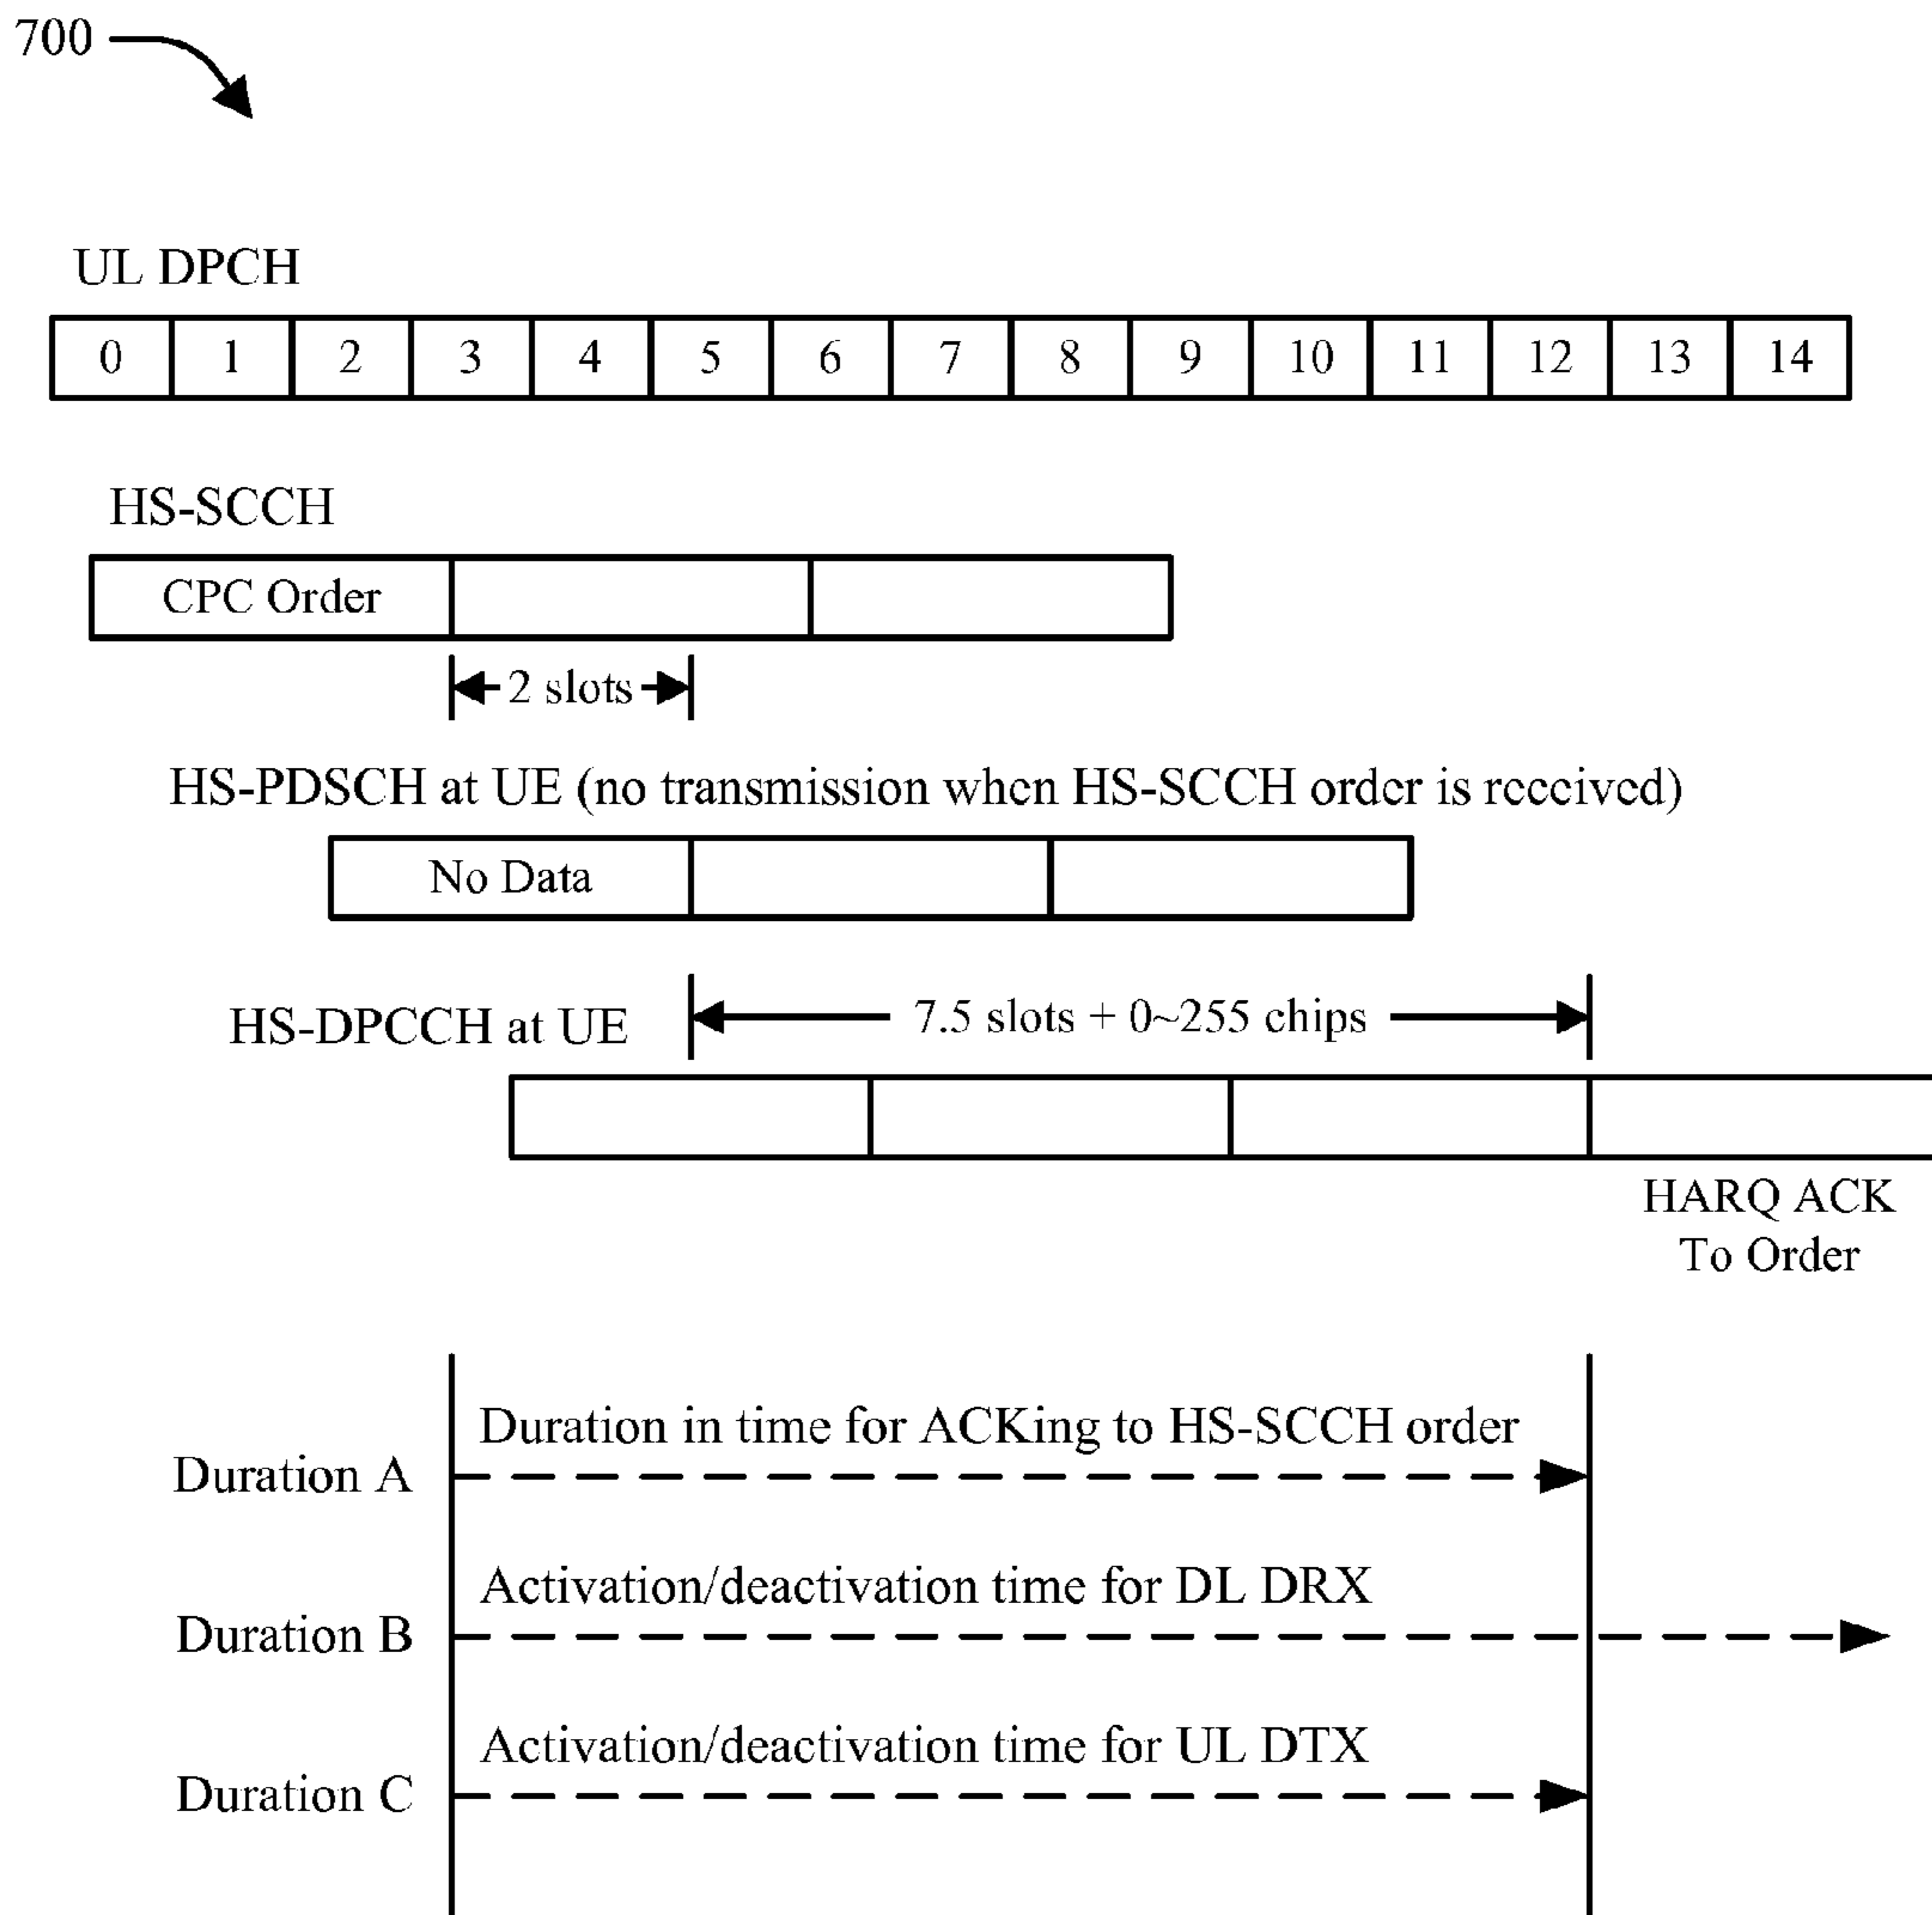 700
UL DPCH
0 1 2 3 4 5 6 7 8 9 10 11 12 13 14
HS-SCCH
CPC Order
2 slots
HS-PDSCH at UE (no transmission when HS-SCCH order is received)
No Data
HS-DPCCH at UE
7.5 slots + 0~255 chips
HARQ ACK
To Order
Duration in time for ACKing to HS-SCCH order
Duration A
Activation/deactivation time for DL DRX
Duration B
Activation/deactivation time for UL DTX
Duration C